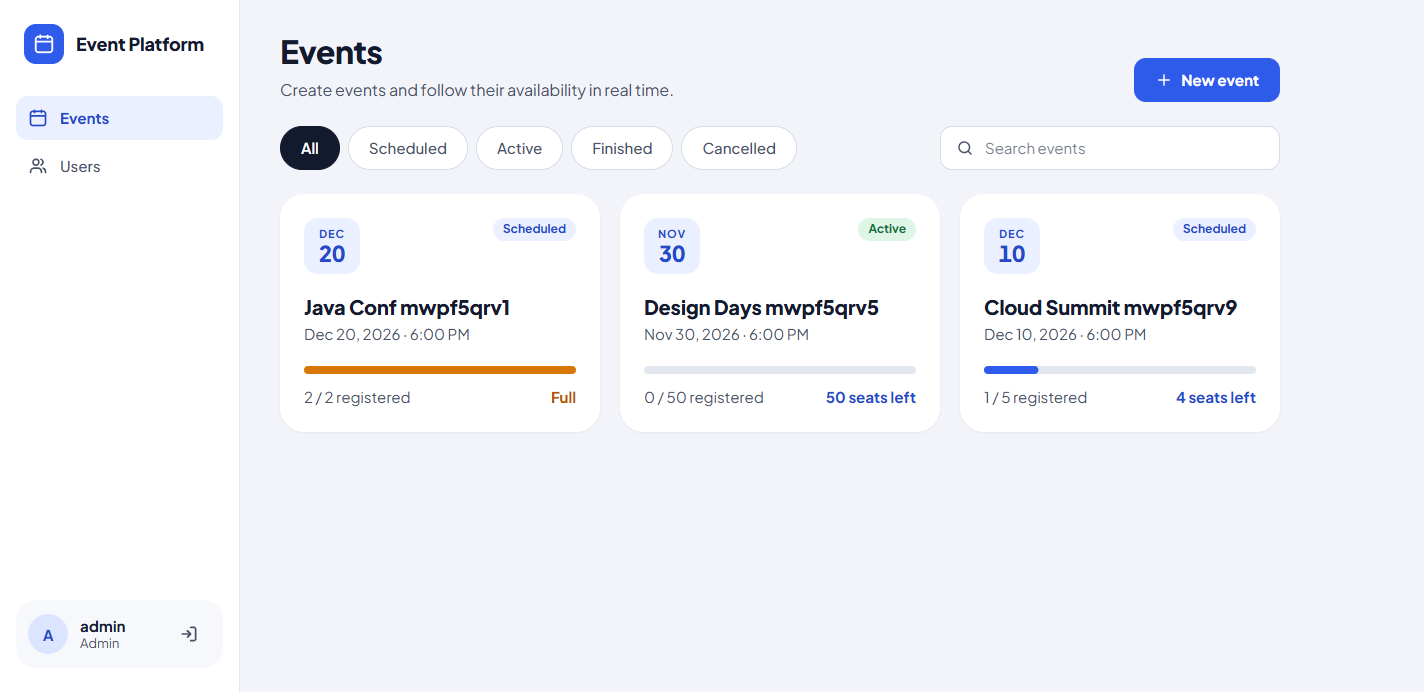 Event Platform
Events
Users
admin
Admin
A
Events
Create events and follow their availability in real time.
New event
All
Scheduled
Active
Finished
Cancelled
Search events
DEC
20
Scheduled
Java Conf mwpf5qrv1
Dec 20, 2026 · 6:00 PM
2 / 2 registered
Full
NOV
30
Active
Design Days mwpf5qrv5
Nov 30, 2026 · 6:00 PM
0 / 50 registered
50 seats left
DEC
10
Scheduled
Cloud Summit mwpf5qrv9
Dec 10, 2026 · 6:00 PM
1 / 5 registered
4 seats left